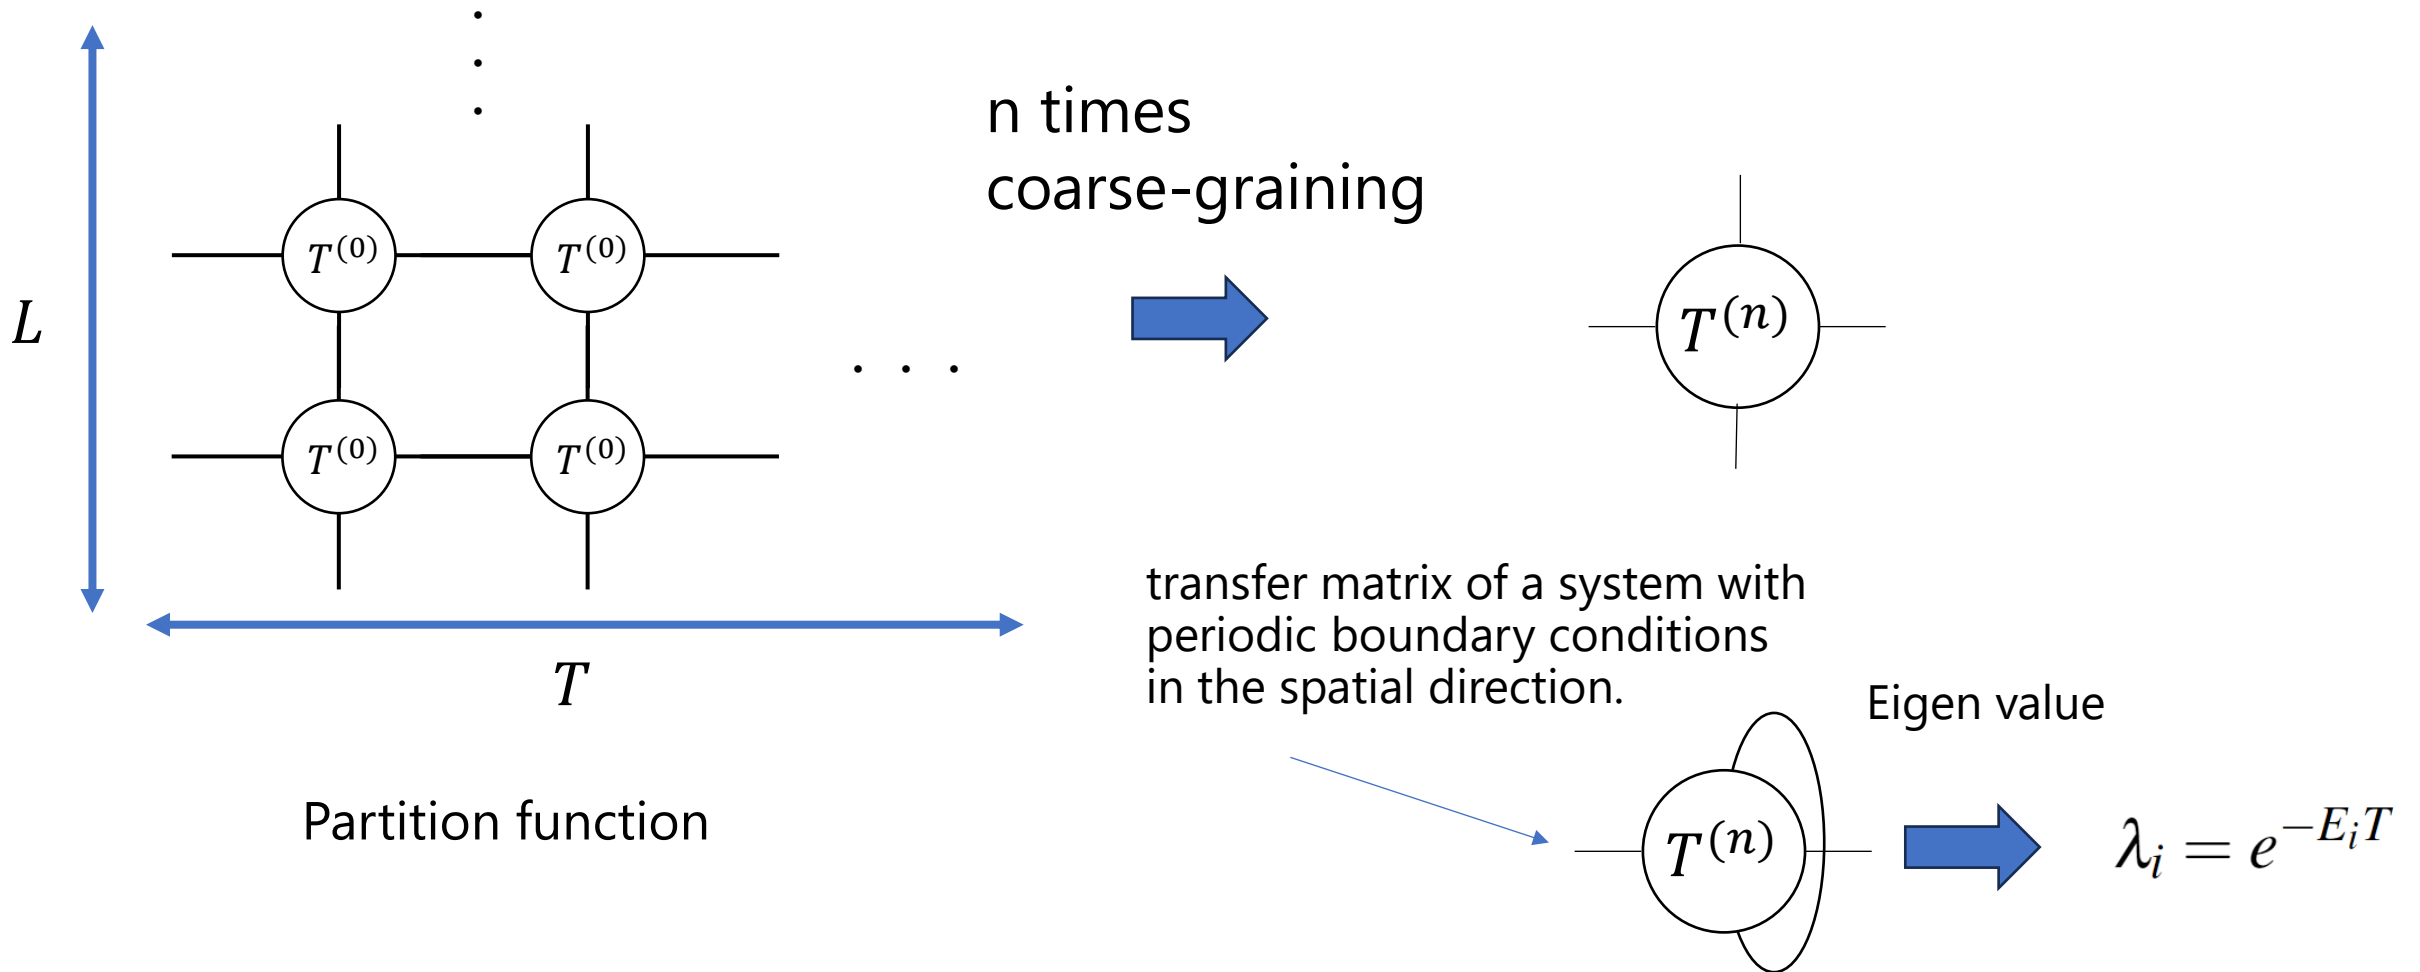 n times
coarse-graining
T^{(0)} T^{(0)}
L
T^{(n)}
. . .
T^{(0)} T^{(0)}
transfer matrix of a system with
periodic boundary conditions
in the spatial direction.
T
Eigen value
Partition function
T^{(n)}
λ_i = e^{-E_i T}